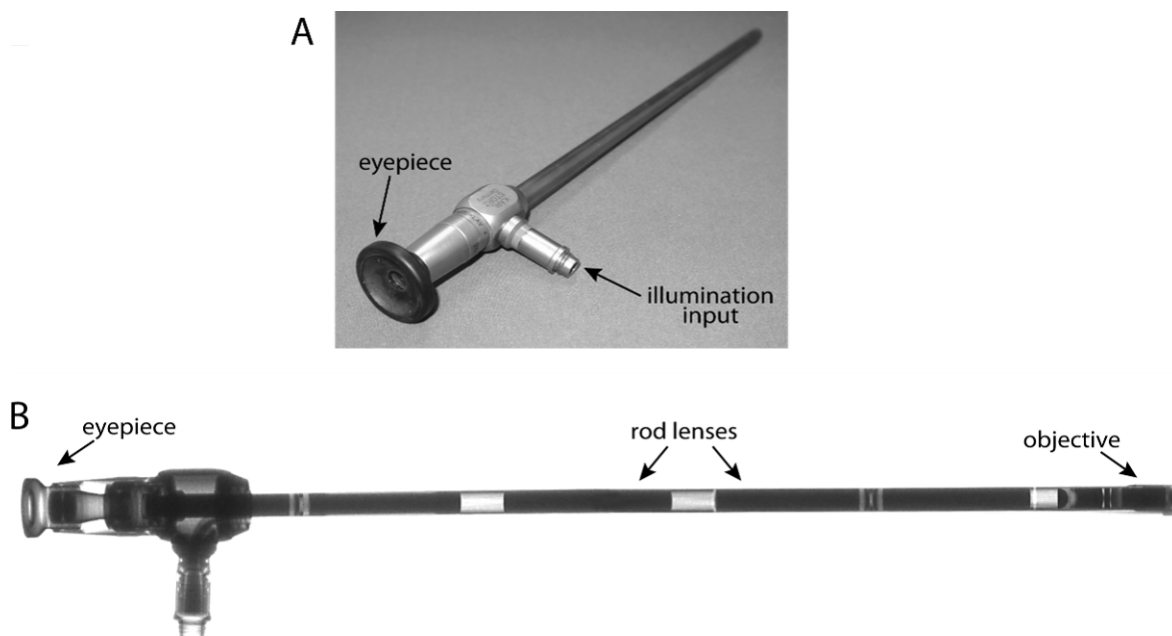 A
eyepiece
illumination
input
B
eyepiece
rod lenses
objective